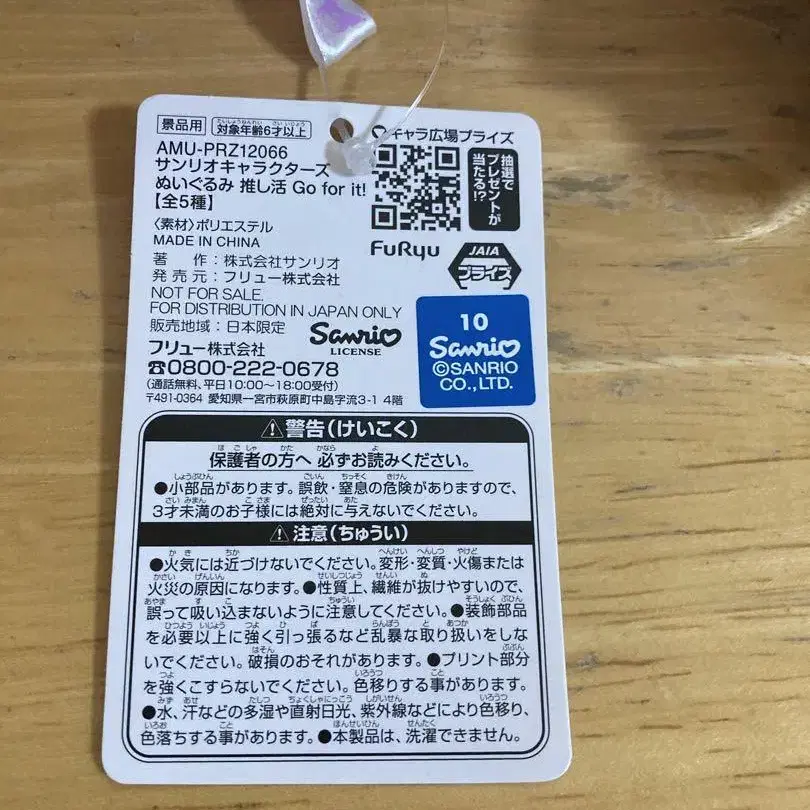 景品用 対象年齢6才以上
AMU-PRZ12066
サンリオキャラクターズ
ぬいぐるみ 推し活 Go for it!
【全5種】
〈素材〉ポリエステル
MADE IN CHINA
著作：株式会社サンリオ
発売元：フリュー株式会社
NOT FOR SALE.
FOR DISTRIBUTION IN JAPAN ONLY
販売地域：日本限定
フリュー株式会社
☎0800-222-0678
(通話無料、平日10:00〜18:00受付)
〒491-0364 愛知県一宮市萩原町中島字流3-1 4階
キャラ広場プライズ
抽選で
プレゼントが
当たる!?
FuRyu
JAIA
プライズ
Sanrio
LICENSE
10
Sanrio
©SANRIO
CO.,LTD.
⚠警告(けいこく)
保護者の方へ 必ずお読みください。
●小部品があります。誤飲・窒息の危険がありますので、
3才未満のお子様には絶対に与えないでください。
⚠注意(ちゅうい)
●火気には近づけないでください。変形・変質・火傷または
火災の原因になります。●性質上、繊維が抜けやすいので、
誤って吸い込まないように注意してください。●装飾部品
を必要以上に強く引っ張るなど乱暴な取り扱いをしな
いでください。破損のおそれがあります。●プリント部分
を強くこすらないでください。色移りする事があります。
●水、汗などの多湿や直射日光、紫外線などにより色移り、
色落ちする事があります。●本製品は、洗濯できません。